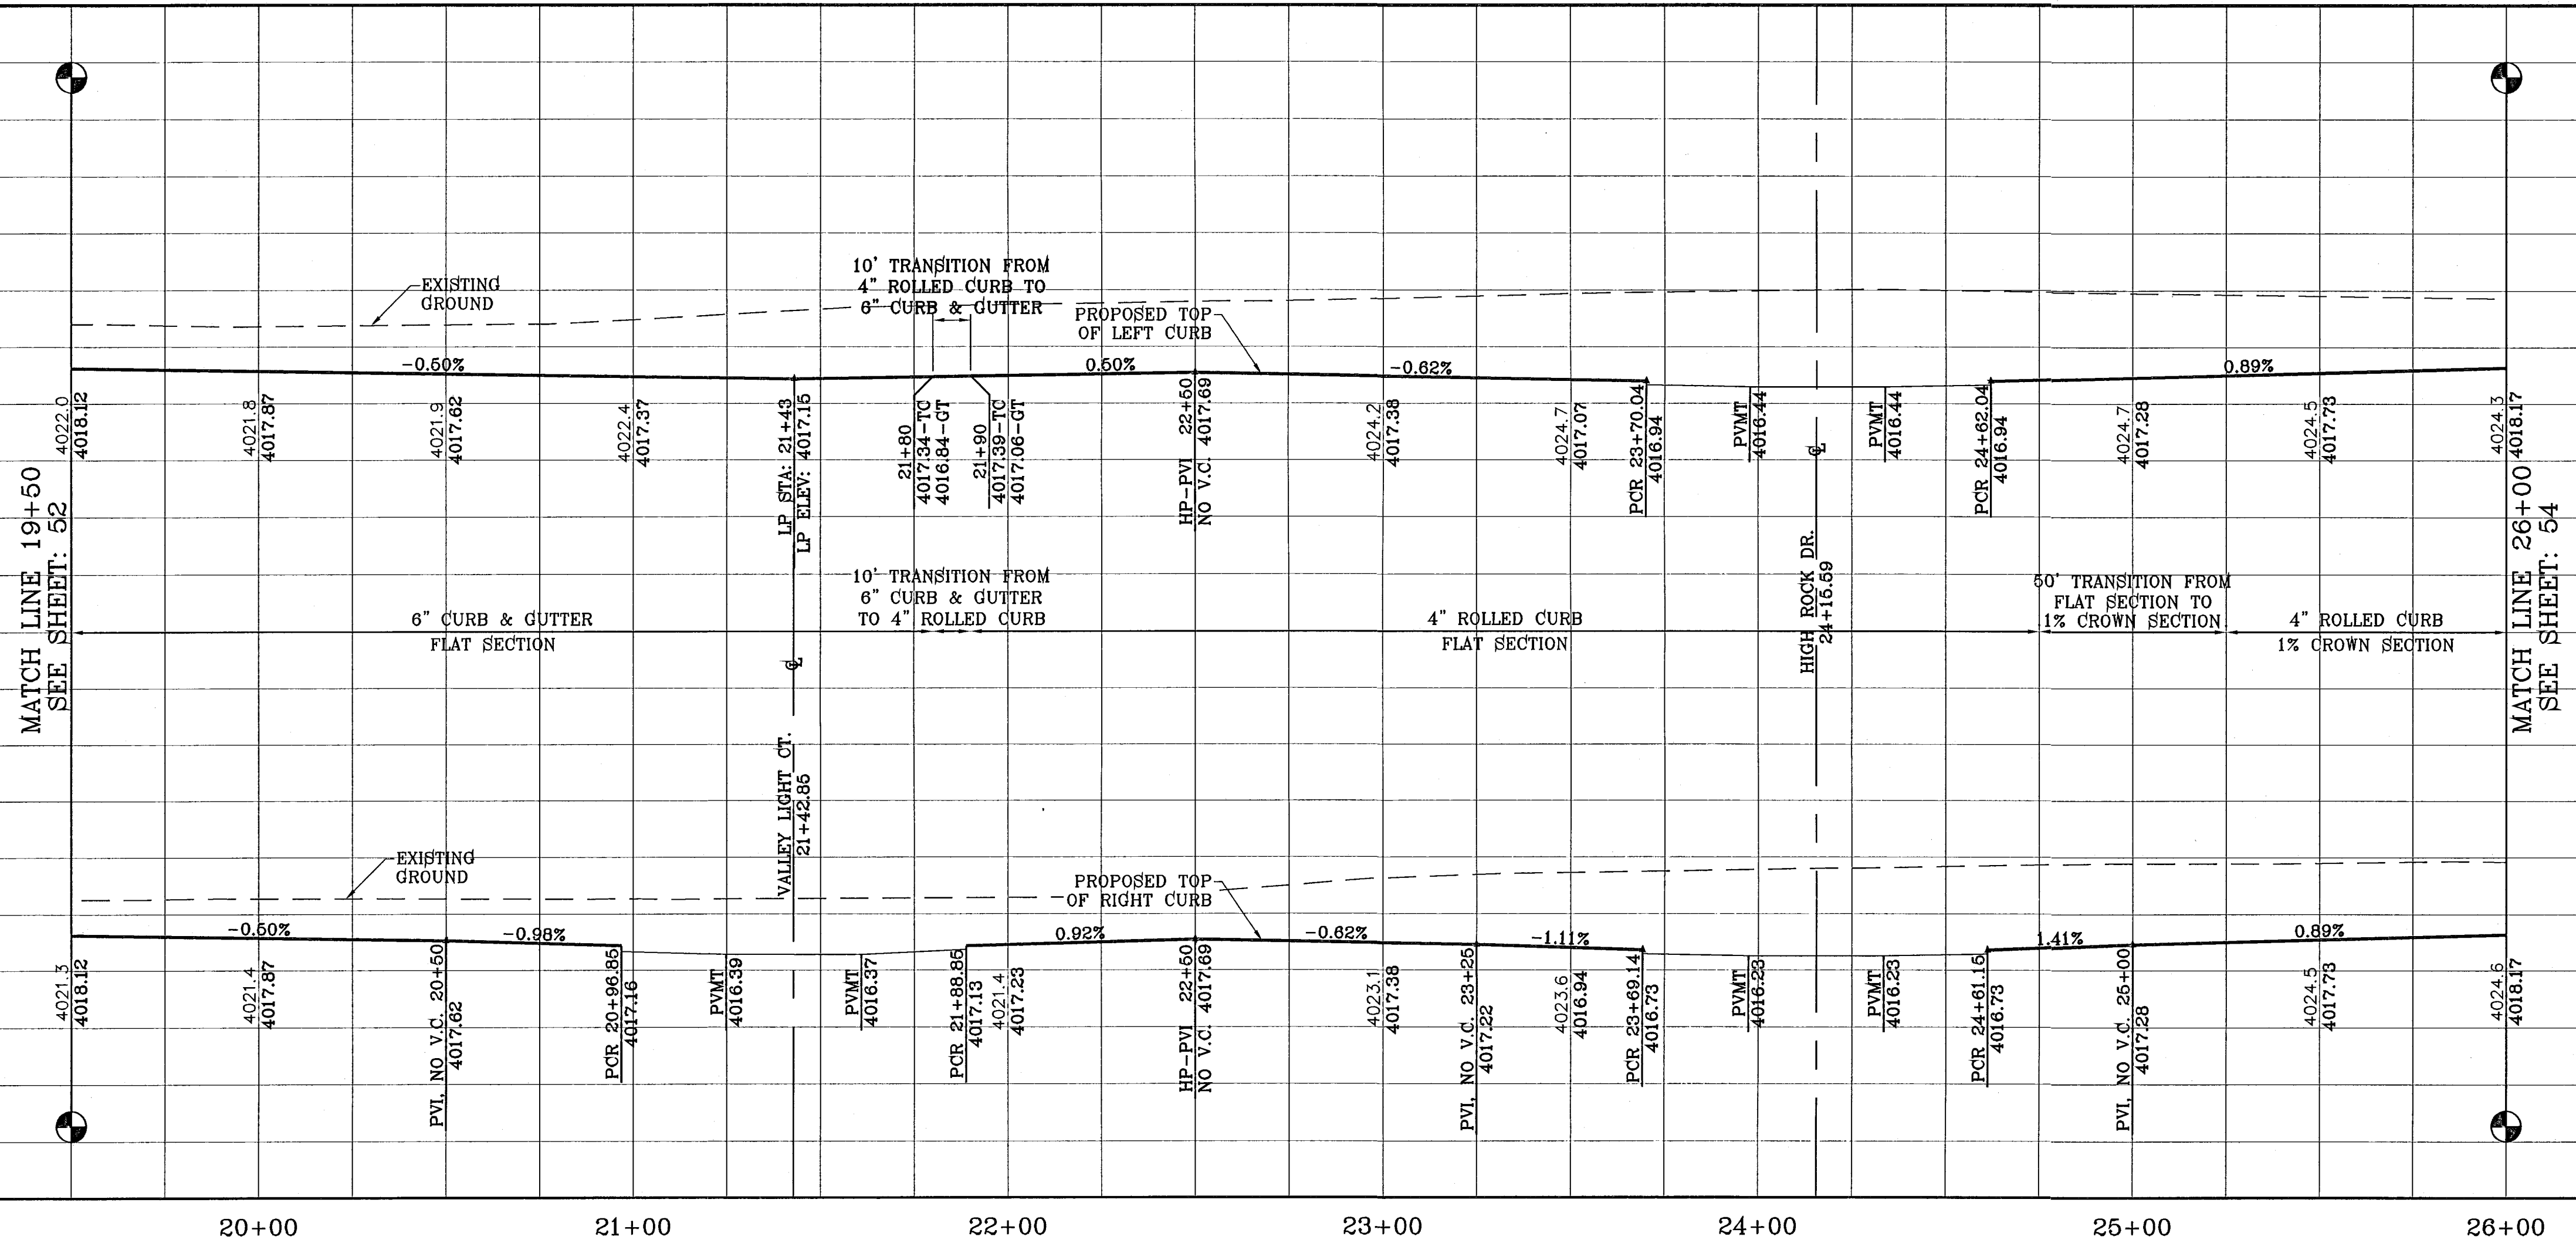 MATCH LINE 19+50
SEE SHEET: 52
EXISTING
GROUND
10' TRANSITION FROM
4" ROLLED CURB TO
6" CURB & GUTTER
PROPOSED TOP
OF LEFT CURB
-0.50%
0.50%
-0.62%
0.89%
4022.0
4018.12
4021.8
4017.87
4021.9
4017.62
4022.4
4017.37
LP STA: 21+43
LP ELEV: 4017.15
21+80
4017.34-TC
4016.84-GT
21+90
4017.39-TC
4017.06-GT
HP-PVI 22+50
NO V.C. 4017.69
4024.2
4017.38
4024.7
4017.07
PCR 23+70.04
4016.94
PVMT
4016.44
PVMT
4016.44
PCR 24+62.04
4016.94
4024.7
4017.28
4024.5
4017.73
4024.3
4018.17
6" CURB & GUTTER
FLAT SECTION
10' TRANSITION FROM
6" CURB & GUTTER
TO 4" ROLLED CURB
4" ROLLED CURB
FLAT SECTION
HIGH ROCK DR.
24+15.59
50' TRANSITION FROM
FLAT SECTION TO
1% CROWN SECTION
4" ROLLED CURB
1% CROWN SECTION
MATCH LINE 26+00
SEE SHEET: 54
VALLEY LIGHT CT.
21+42.85
EXISTING
GROUND
PROPOSED TOP
OF RIGHT CURB
-0.50%
-0.98%
0.92%
-0.62%
-1.11%
1.41%
0.89%
4021.3
4018.12
4021.4
4017.87
PVI, NO V.C. 20+50
4017.62
PCR 20+96.85
4017.16
PVMT
4016.39
PVMT
4016.37
PCR 21+88.85
4017.13
4021.4
4017.23
HP-PVI 22+50
NO V.C. 4017.69
4023.1
4017.38
PVI, NO V.C. 23+25
4017.22
4023.6
4016.94
PCR 23+69.14
4016.73
PVMT
4016.23
PVMT
4016.23
PCR 24+61.15
4016.73
PVI, NO V.C. 25+00
4017.28
4024.5
4017.73
4024.6
4018.17
20+00 21+00 22+00 23+00 24+00 25+00 26+00